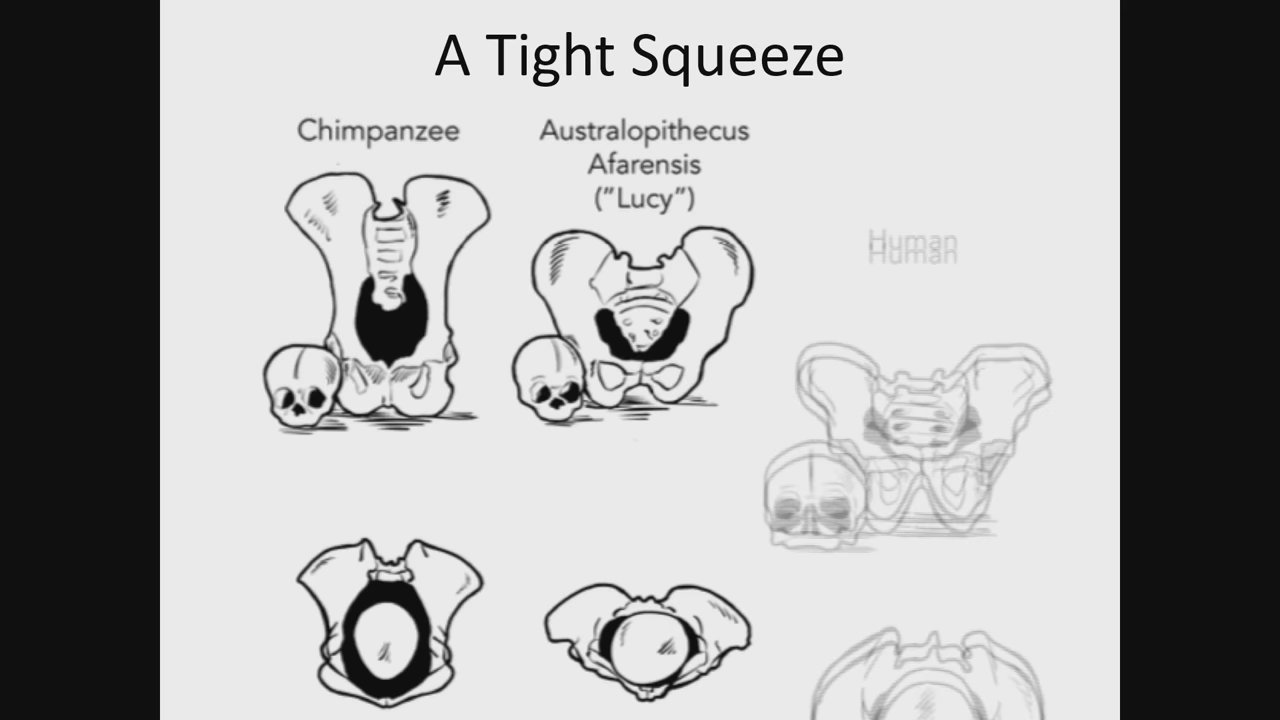 A Tight Squeeze
Chimpanzee
Australopithecus
Afarensis
("Lucy")
Human